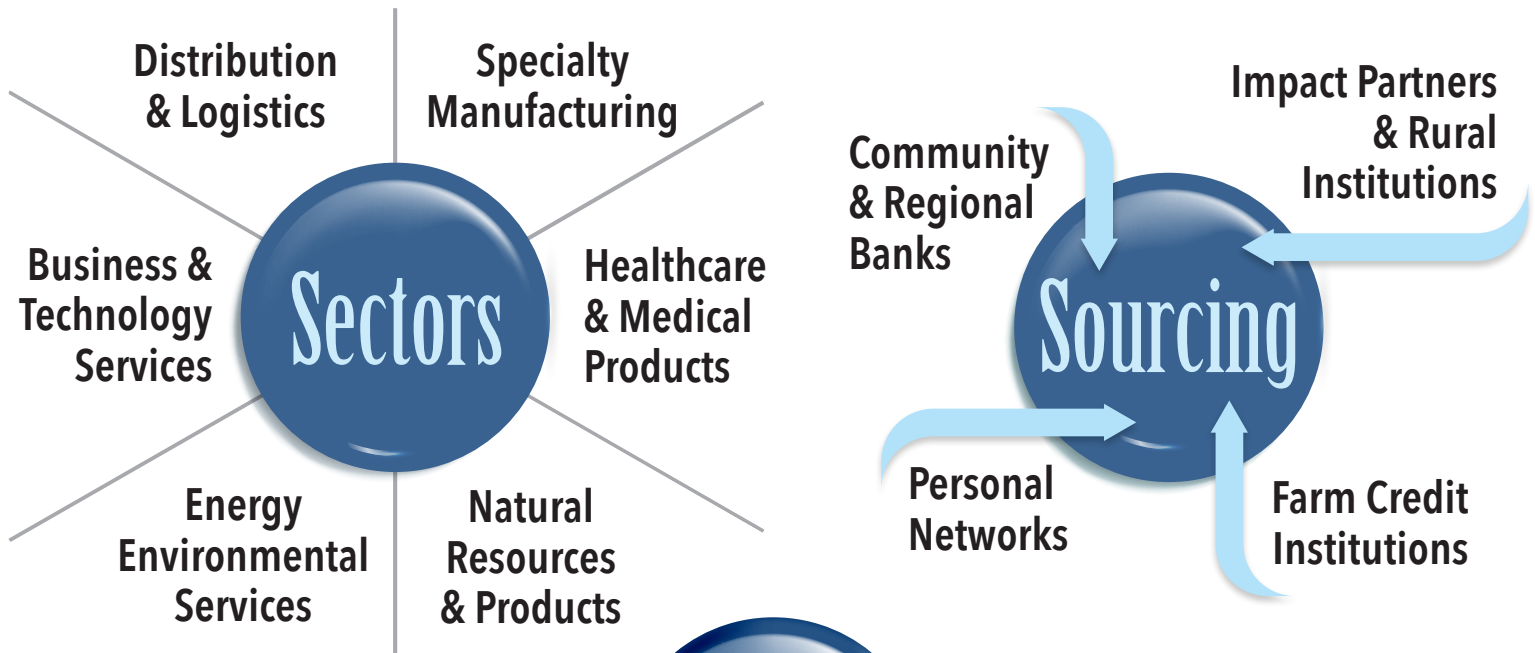 Distribution
& Logistics
Specialty
Manufacturing
Business &
Technology
Services
Sectors
Healthcare
& Medical
Products
Energy
Environmental
Services
Natural
Resources
& Products
Community
& Regional
Banks
Impact Partners
& Rural
Institutions
Sourcing
Personal
Networks
Farm Credit
Institutions